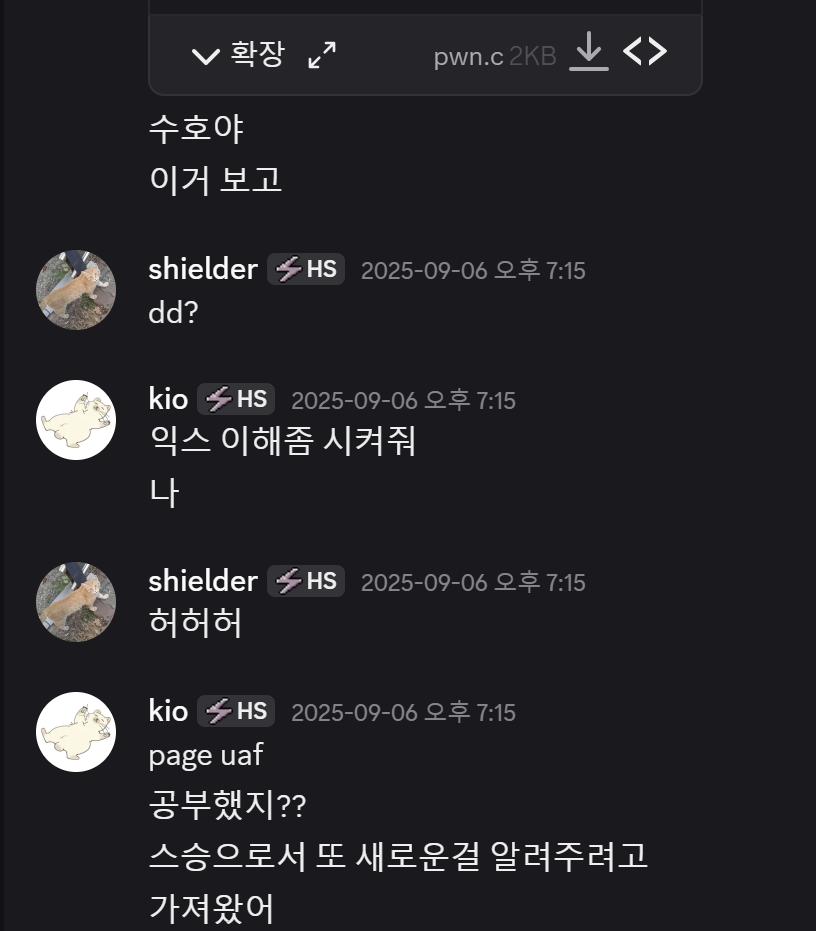 확장 pwn.c 2KB
수호야
이거 보고
shielder HS 2025-09-06 오후 7:15
dd?
kio HS 2025-09-06 오후 7:15
익스 이해좀 시켜줘
나
shielder HS 2025-09-06 오후 7:15
허허허
kio HS 2025-09-06 오후 7:15
page uaf
공부했지??
스승으로서 또 새로운걸 알려주려고
가져왔어